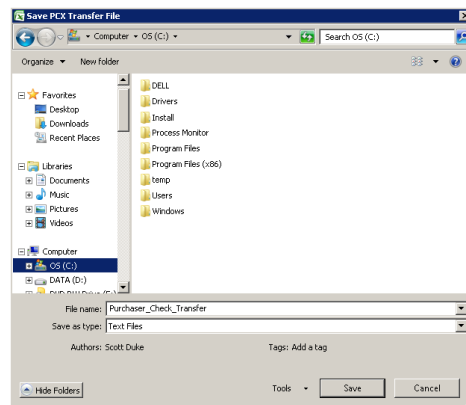 Save PCX Transfer File
Computer OS (C:)
Search OS (C:)
Organize New folder
Favorites
Desktop
Downloads
Recent Places
Libraries
Documents
Music
Pictures
Videos
Computer
OS (C:)
DATA (D:)
DELL
Drivers
Install
Process Monitor
Program Files
Program Files (x86)
temp
Users
Windows
File name: Purchaser_Check_Transfer
Save as type: Text Files
Authors: Scott Duke Tags: Add a tag
Hide Folders Tools Save Cancel